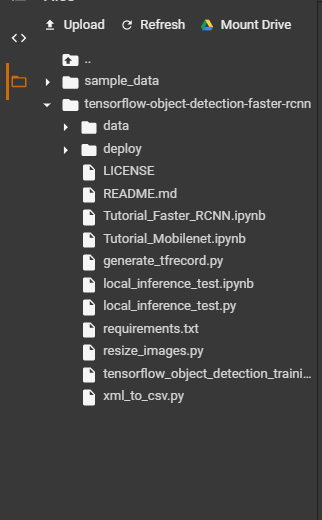 Upload Refresh Mount Drive
..
sample_data
tensorflow-object-detection-faster-rcnn
data
deploy
LICENSE
README.md
Tutorial_Faster_RCNN.ipynb
Tutorial_Mobilenet.ipynb
generate_tfrecord.py
local_inference_test.ipynb
local_inference_test.py
requirements.txt
resize_images.py
tensorflow_object_detection_traini...
xml_to_csv.py